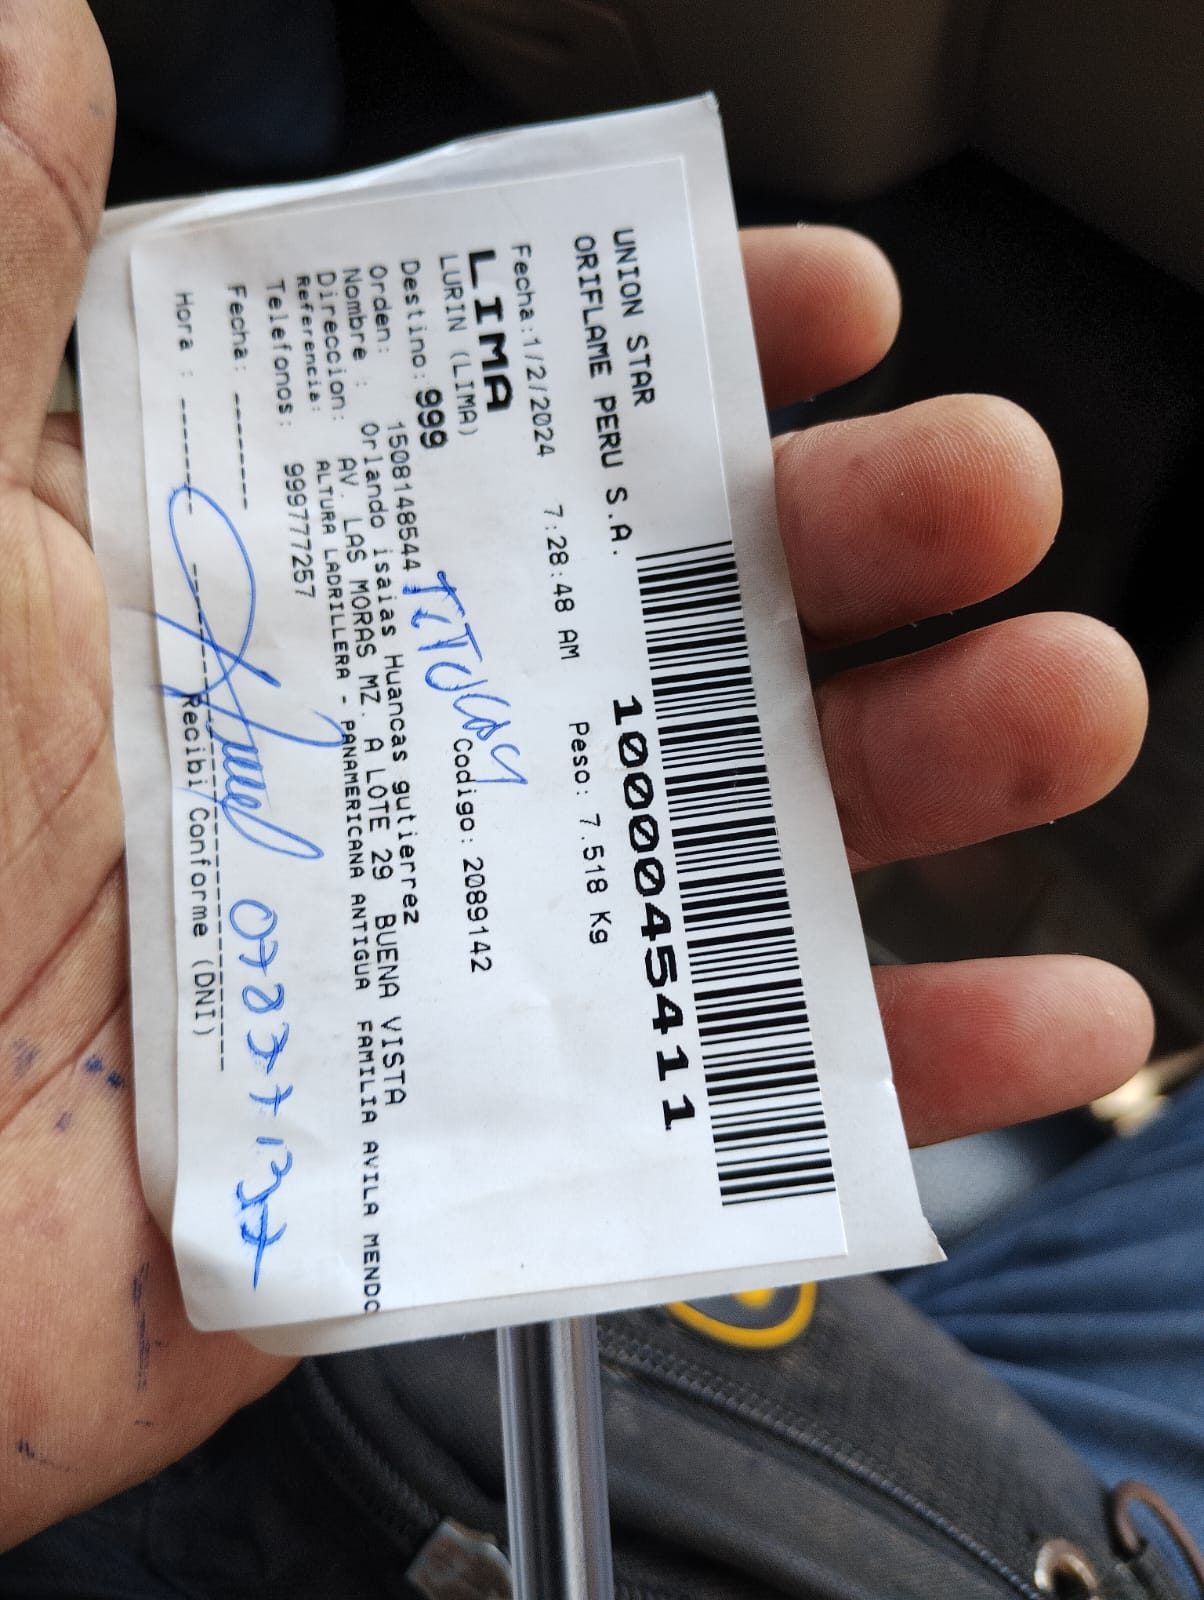 UNION STAR
ORIFLAME PERU S.A.
1000045411
Fecha:1/2/2024 7:28:48 AM Peso: 7.518 Kg
LIMA
LURIN (LIMA)
Destino: 999 Codigo: 2089142
Orden: 1508148544
Nombre : Orlando isaias Huancas gutierrez
Direccion: AV. LAS MORAS MZ. A LOTE 29 BUENA VISTA
Referencia: ALTURA LADRILLERA - PANAMERICANA ANTIGUA FAMILIA AVILA MENDO
Telefonos: 999777257
Fecha: -------
Hora : -------
Recibi Conforme (DNI)